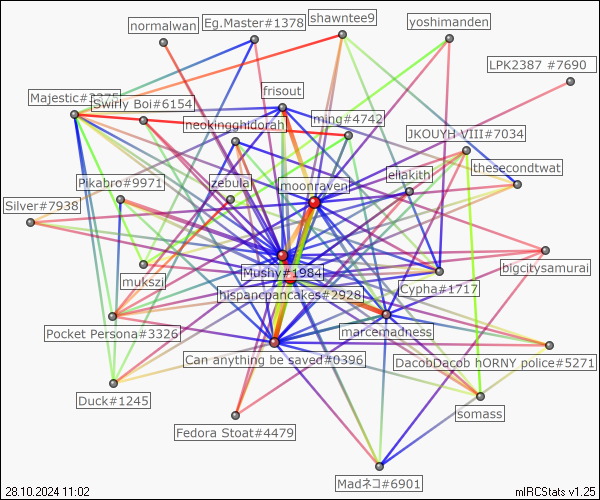 normalwan
Eg.Master#1378
shawntee9
yoshimanden
LPK2387 #7690
frisout
Swirly Boi#6154
neokingghidorah
ming#4742
JKOUYH VIII#7034
thesecondtwat
Pikabro#9971
zebula
moonraven
eliakith
Silver#7938
mukszi
Mushy#1984
hispancpancakes#2928
Cypha#1717
bigcitysamurai
Pocket Persona#3326
marcemadness
Can anything be saved#0396
DacobDacob hORNY police#5271
Duck#1245
somass
Fedora Stoat#4479
Madネコ#6901
28.10.2024 11:02
mIRCStats v1.25